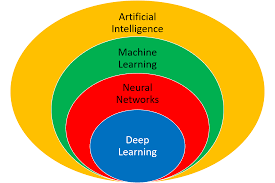 Artificial
Intelligence
Machine
Learning
Neural
Networks
Deep
Learning